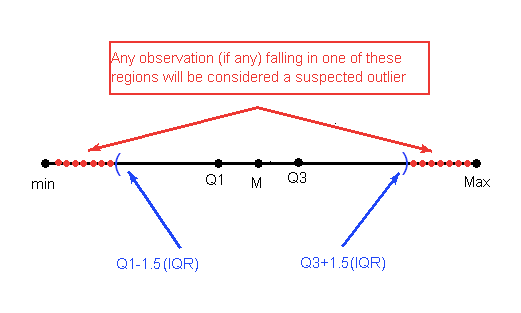 Any observation (if any) falling in one of these
regions will be considered a suspected outlier
min
Q1
M
Q3
Max
Q1-1.5(IQR)
Q3+1.5(IQR)